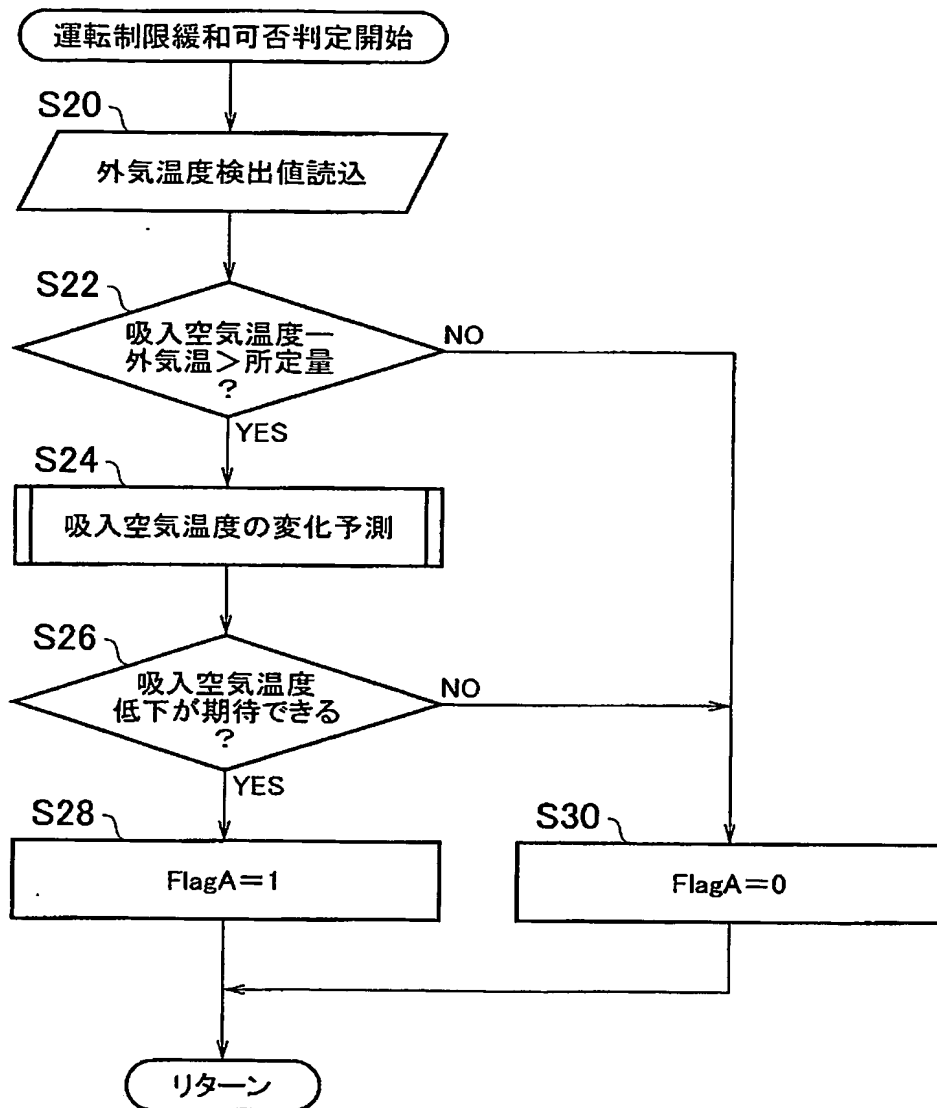 運転制限緩和可否判定開始
S20
外気温度検出値読込
S22
吸入空気温度ー
外気温>所定量
?
NO
YES
S24
吸入空気温度の変化予測
S26
吸入空気温度
低下が期待できる
?
NO
YES
S28
FlagA=1
S30
FlagA=0
リターン